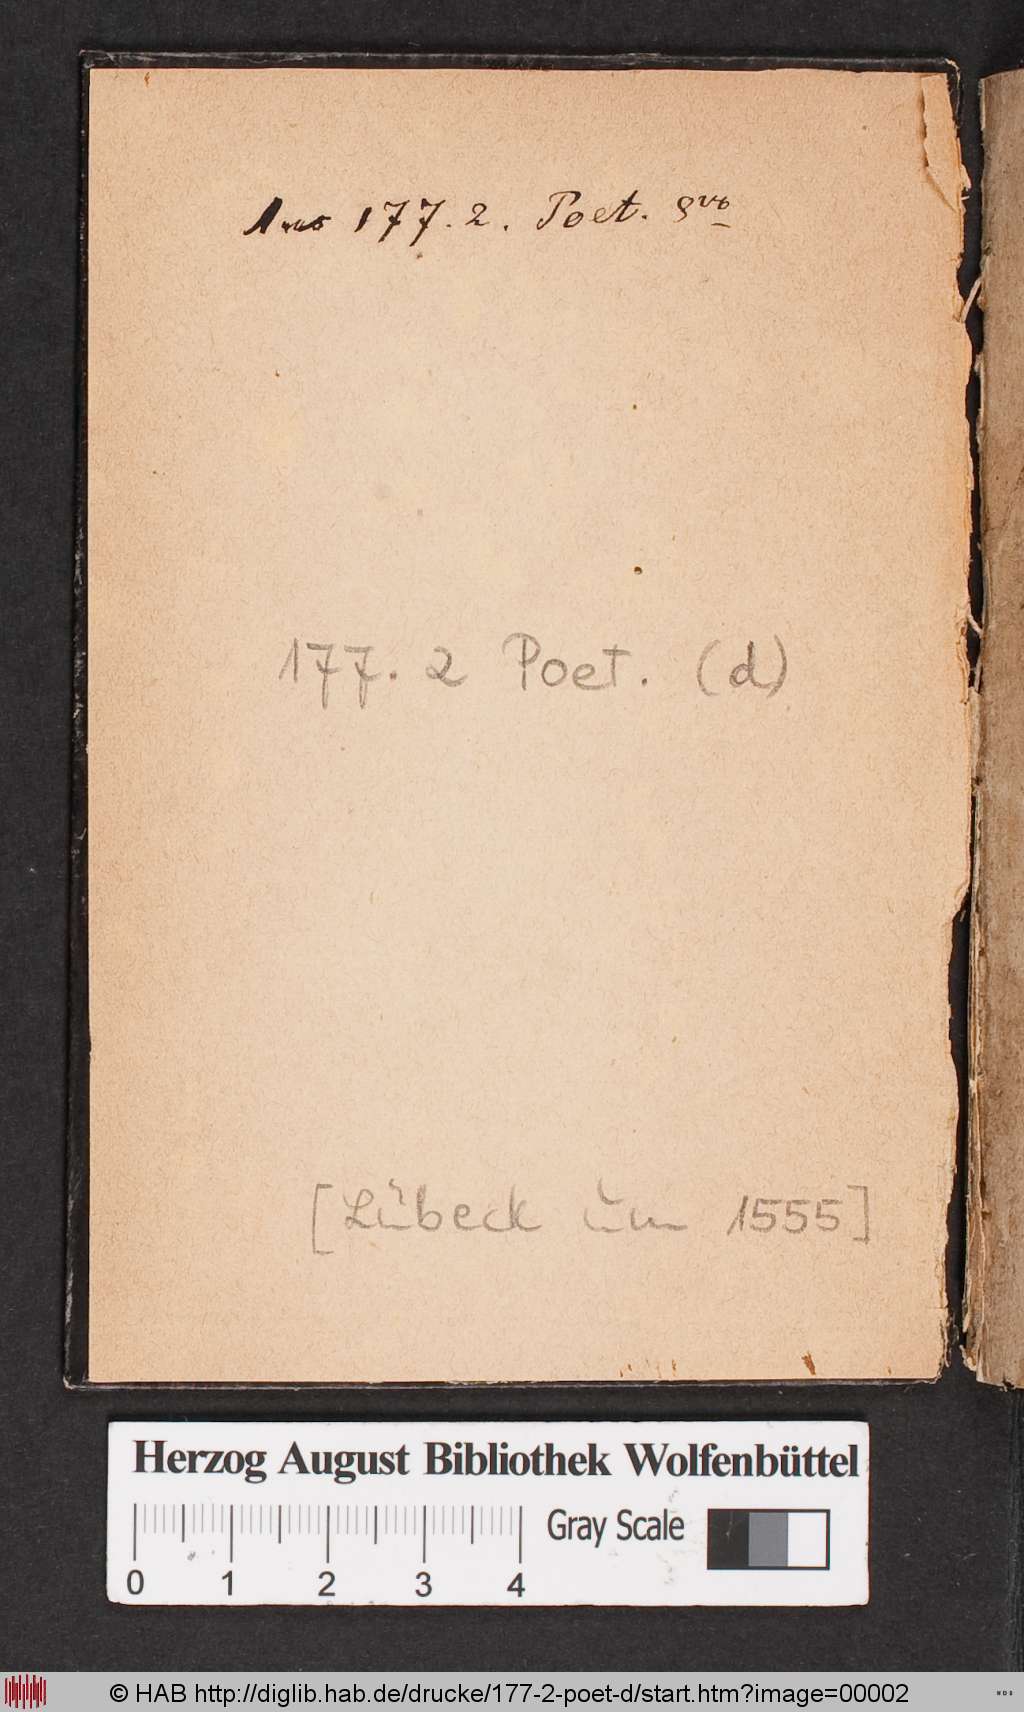 Aus 177. 2. Poet. 8vo
177. 2 Poet. (d)
[Lübeck um 1555]
Herzog August Bibliothek Wolfenbüttel
Gray Scale
0 1 2 3 4
© HAB http://diglib.hab.de/drucke/177-2-poet-d/start.htm?image=00002